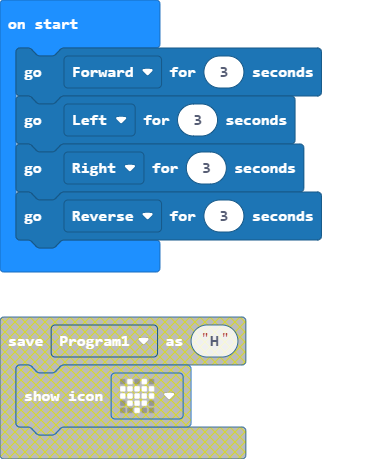 on start
go Forward for 3 seconds
go Left for 3 seconds
go Right for 3 seconds
go Reverse for 3 seconds
save Program1 as "H"
show icon